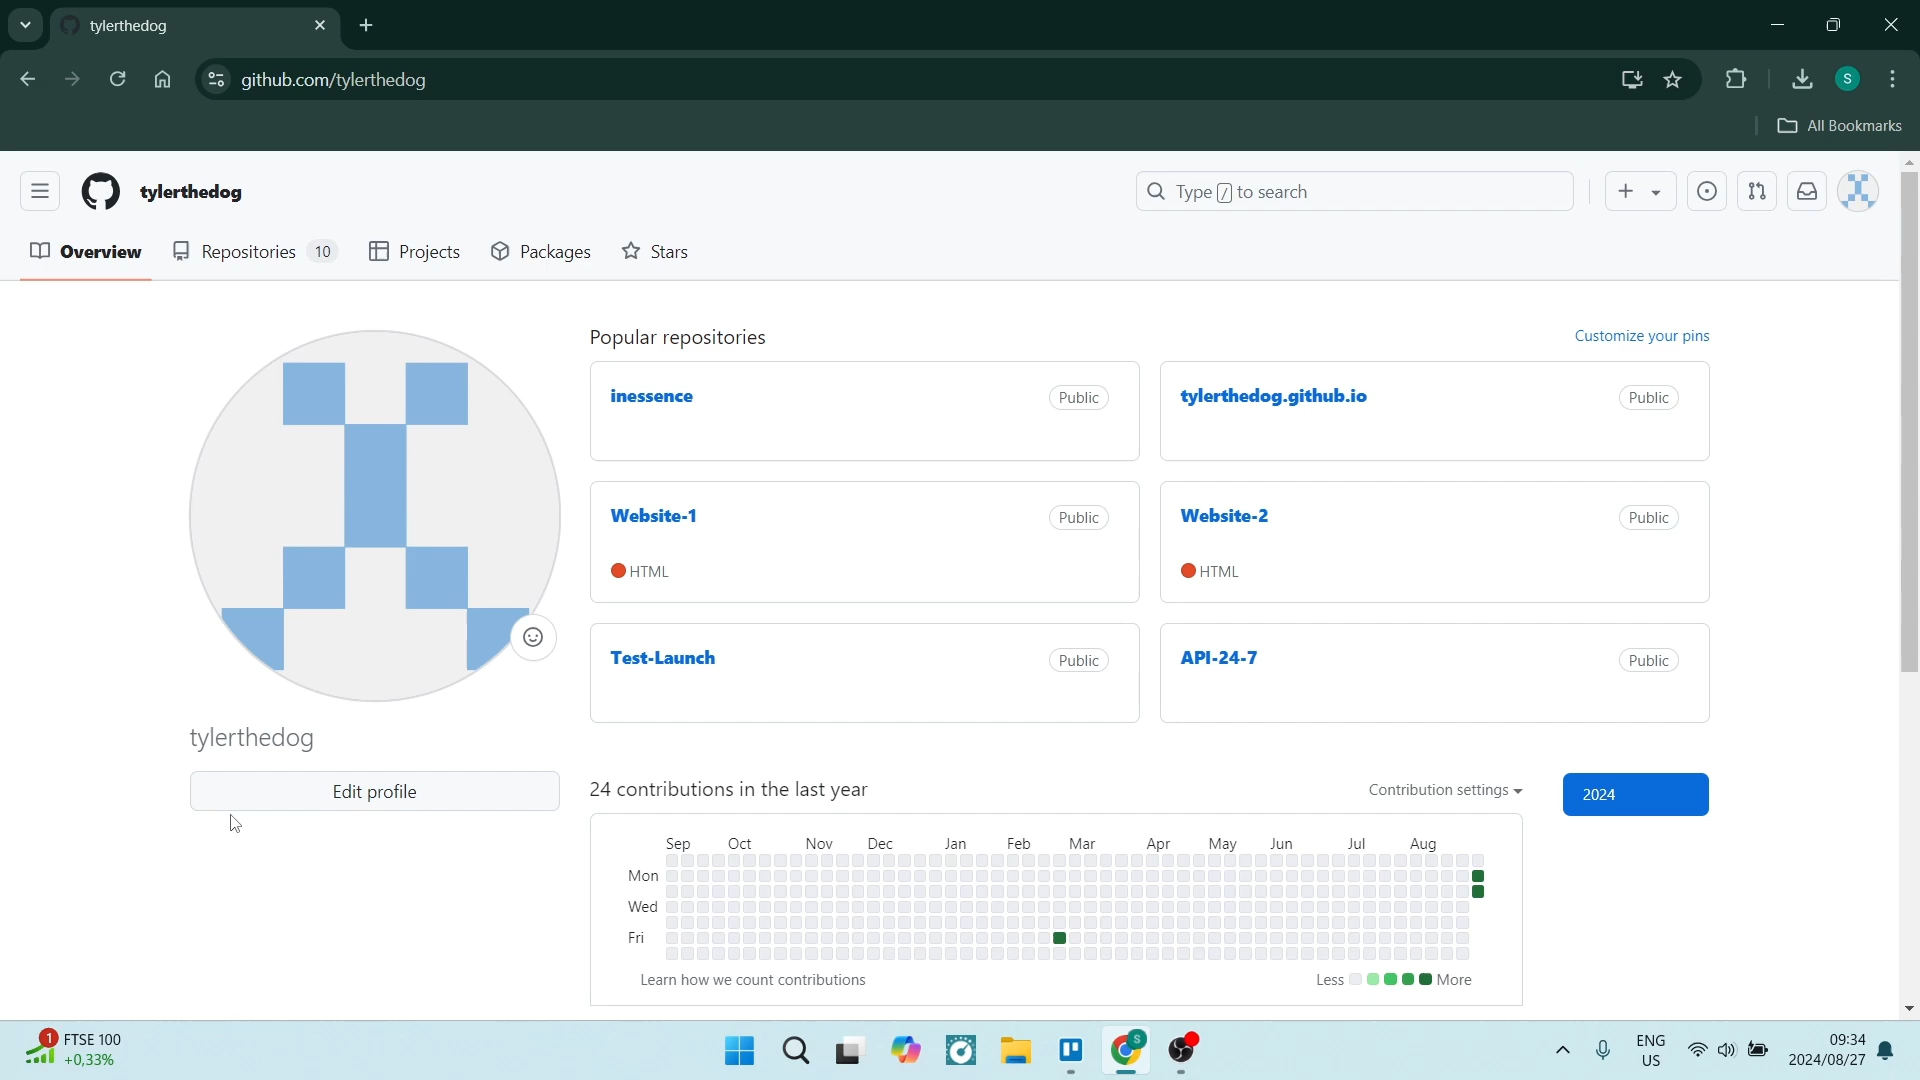 tylerthedog
github.com/tylerthedog
S
All Bookmarks
tylerthedog
Type / to search
Overview
Repositories 10
Projects
Packages
Stars
Popular repositories
Customize your pins
inessence
Public
tylerthedog.github.io
Public
Website-1
Public
HTML
Website-2
Public
HTML
Test-Launch
Public
API-24-7
Public
tylerthedog
Edit profile
24 contributions in the last year
Contribution settings
2024
Sep Oct Nov Dec Jan Feb Mar Apr May Jun Jul Aug
Mon
Wed
Fri
Learn how we count contributions
Less More
1
FTSE 100
+0,33%
S
ENG
US
09:34
2024/08/27